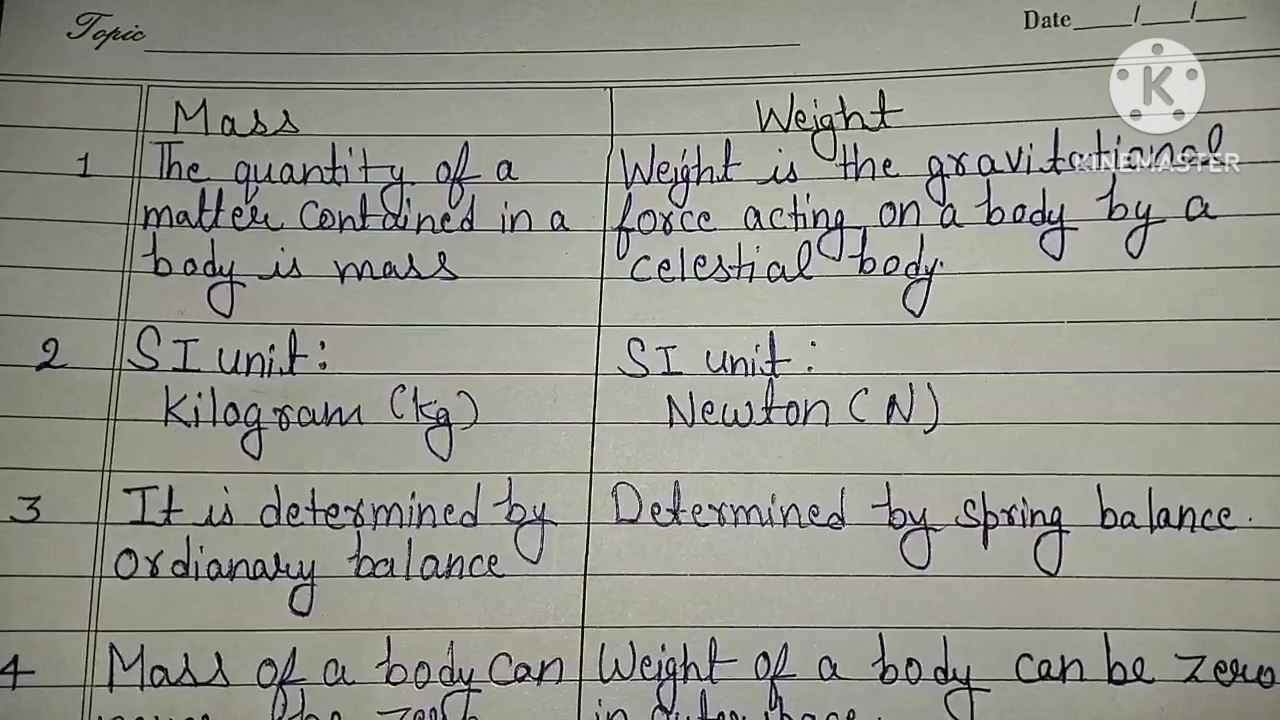 Topic
Date / /
K
KINEMASTER
Mass
Weight
1
The quantity of a
matter contained in a
body is mass
Weight is the gravitational
force acting on a body by a
celestial body.
2
SI unit:
Kilogram (kg)
SI unit:
Newton (N)
3
It is determined by
Ordianary balance
Determined by spring balance.
4
Mass of a body can
Weight of a body can be zero